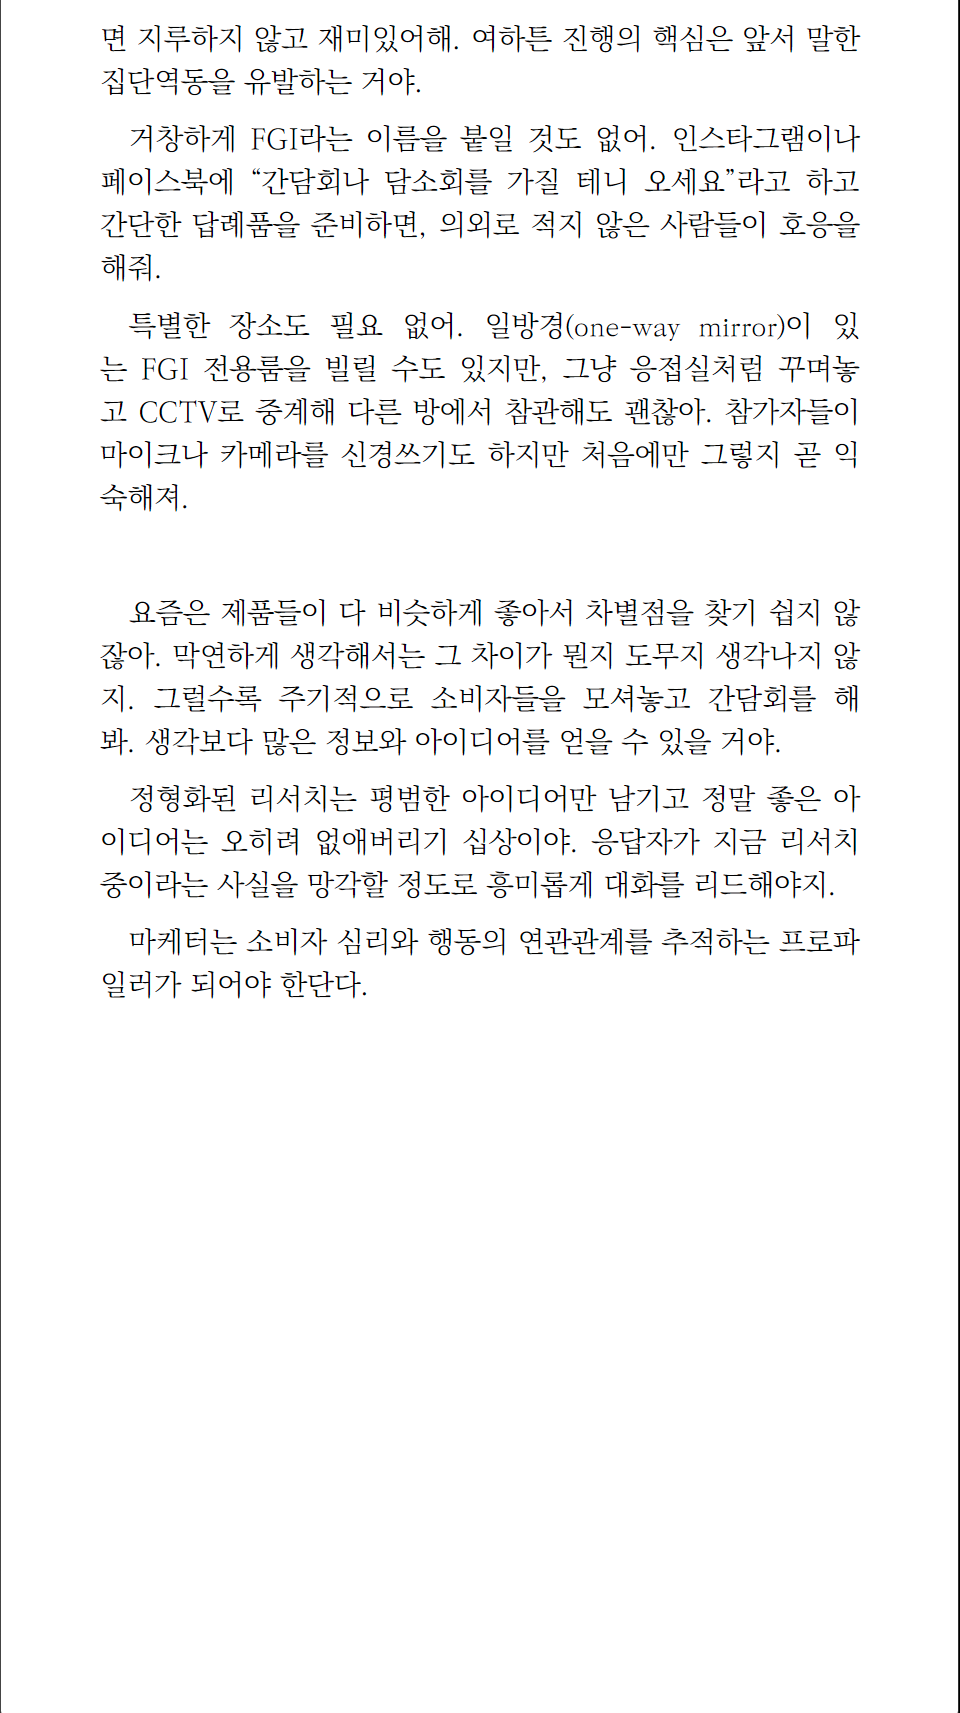 면 지루하지 않고 재미있어해. 여하튼 진행의 핵심은 앞서 말한
집단역동을 유발하는 거야.
거창하게 FGI라는 이름을 붙일 것도 없어. 인스타그램이나
페이스북에 “간담회나 담소회를 가질 테니 오세요”라고 하고
간단한 답례품을 준비하면, 의외로 적지 않은 사람들이 호응을
해줘.
특별한 장소도 필요 없어. 일방경(one-way mirror)이 있
는 FGI 전용룸을 빌릴 수도 있지만, 그냥 응접실처럼 꾸며놓
고 CCTV로 중계해 다른 방에서 참관해도 괜찮아. 참가자들이
마이크나 카메라를 신경쓰기도 하지만 처음에만 그렇지 곧 익
숙해져.
요즘은 제품들이 다 비슷하게 좋아서 차별점을 찾기 쉽지 않
잖아. 막연하게 생각해서는 그 차이가 뭔지 도무지 생각나지 않
지. 그럴수록 주기적으로 소비자들을 모셔놓고 간담회를 해
봐. 생각보다 많은 정보와 아이디어를 얻을 수 있을 거야.
정형화된 리서치는 평범한 아이디어만 남기고 정말 좋은 아
이디어는 오히려 없애버리기 십상이야. 응답자가 지금 리서치
중이라는 사실을 망각할 정도로 흥미롭게 대화를 리드해야지.
마케터는 소비자 심리와 행동의 연관관계를 추적하는 프로파
일러가 되어야 한단다.